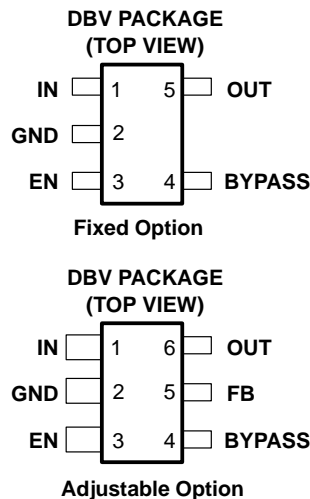 DBV PACKAGE
(TOP VIEW)
IN 1 5 OUT
GND 2
EN 3 4 BYPASS
Fixed Option
DBV PACKAGE
(TOP VIEW)
IN 1 6 OUT
GND 2 5 FB
EN 3 4 BYPASS
Adjustable Option